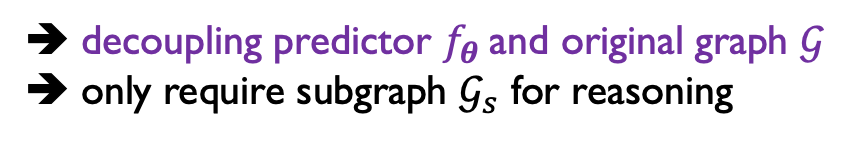 ➔ decoupling predictor 𝑓𝜽 and original graph 𝒢
➔ only require subgraph 𝒢𝑠 for reasoning